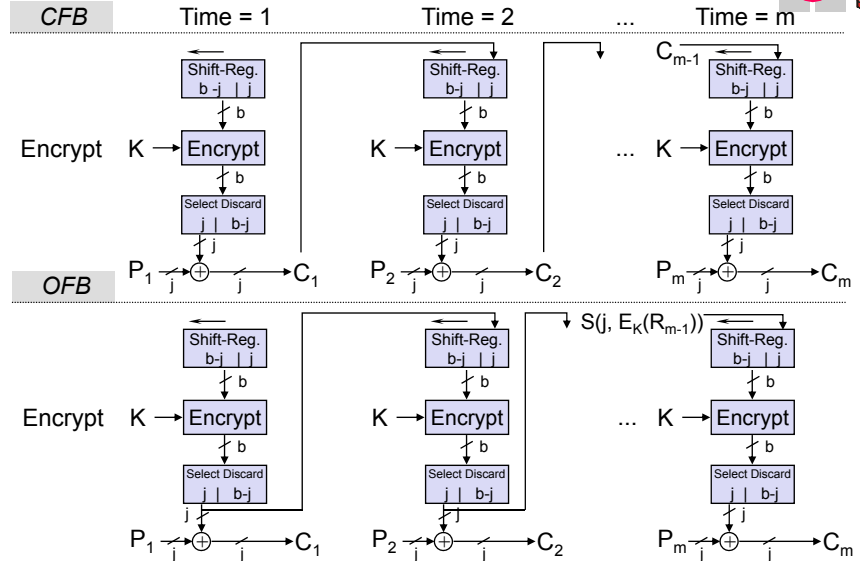 CFB Time = 1 Time = 2 ... Time = m
C1 C2 Cm-1
Shift-Reg. Shift-Reg. Shift-Reg.
b -j | j b-j | j b-j | j
b b b
Encrypt K Encrypt K Encrypt ... K Encrypt
b b b
Select Discard Select Discard Select Discard
j | b-j j | b-j j | b-j
j j j
P1 j j C1 P2 j j C2 Pm j j Cm
OFB
S(j, EK(Rm-1))
Shift-Reg. Shift-Reg. Shift-Reg.
b-j | j b-j | j b-j | j
b b b
Encrypt K Encrypt K Encrypt ... K Encrypt
b b b
Select Discard Select Discard Select Discard
j | b-j j | b-j j | b-j
j j j
P1 j j C1 P2 j j C2 Pm j j Cm